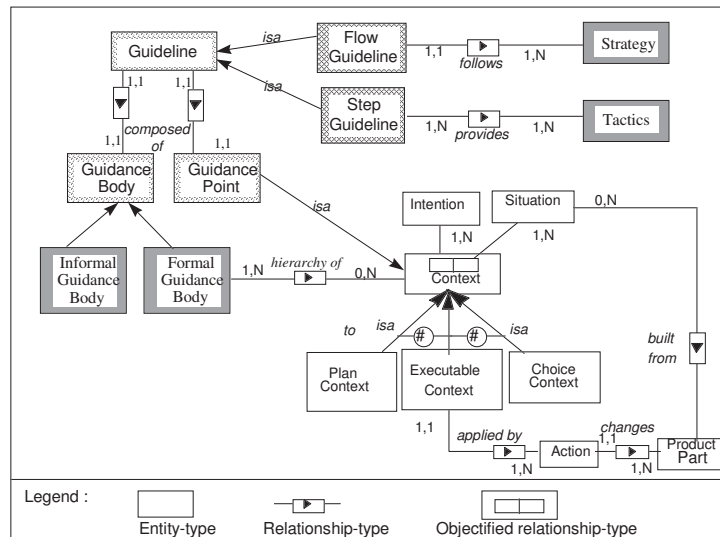 Guideline
isa
isa
Flow
Guideline
1,1
follows
1,N
Strategy
Step
Guideline
1,N
provides
1,N
Tactics
1,1
1,1
composed
of
1,1
1,1
Guidance
Body
Guidance
Point
isa
Informal
Guidance
Body
Formal
Guidance
Body
1,N
hierarchy of
0,N
Intention
1,N
Situation
1,N
0,N
Context
to
isa
#
#
isa
Plan
Context
Executable
Context
Choice
Context
built
from
1,1
applied by
1,N
Action
1,1
changes
1,N
Product
Part
Legend :
Entity-type
Relationship-type
Objectified relationship-type